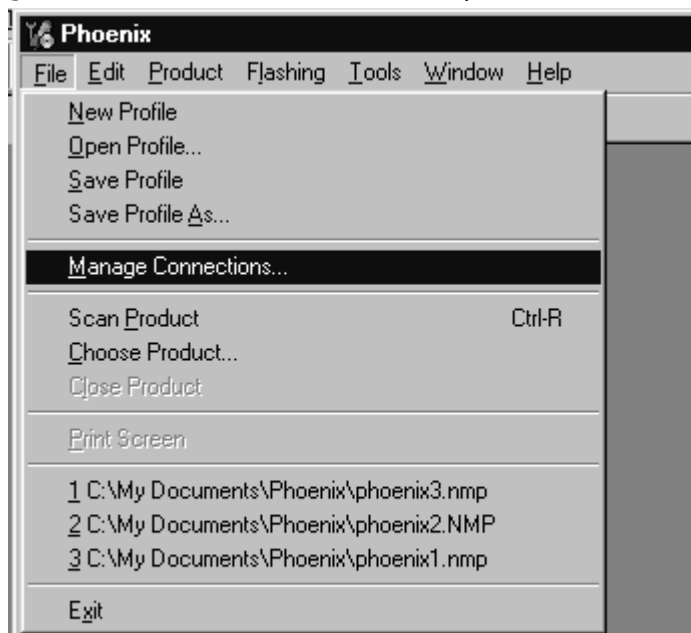 Phoenix
File Edit Product Flashing Tools Window Help
New Profile
Open Profile...
Save Profile
Save Profile As...
Manage Connections...
Scan Product Ctrl-R
Choose Product...
Close Product
Print Screen
1 C:\My Documents\Phoenix\phoenix3.nmp
2 C:\My Documents\Phoenix\phoenix2.NMP
3 C:\My Documents\Phoenix\phoenix1.nmp
Exit